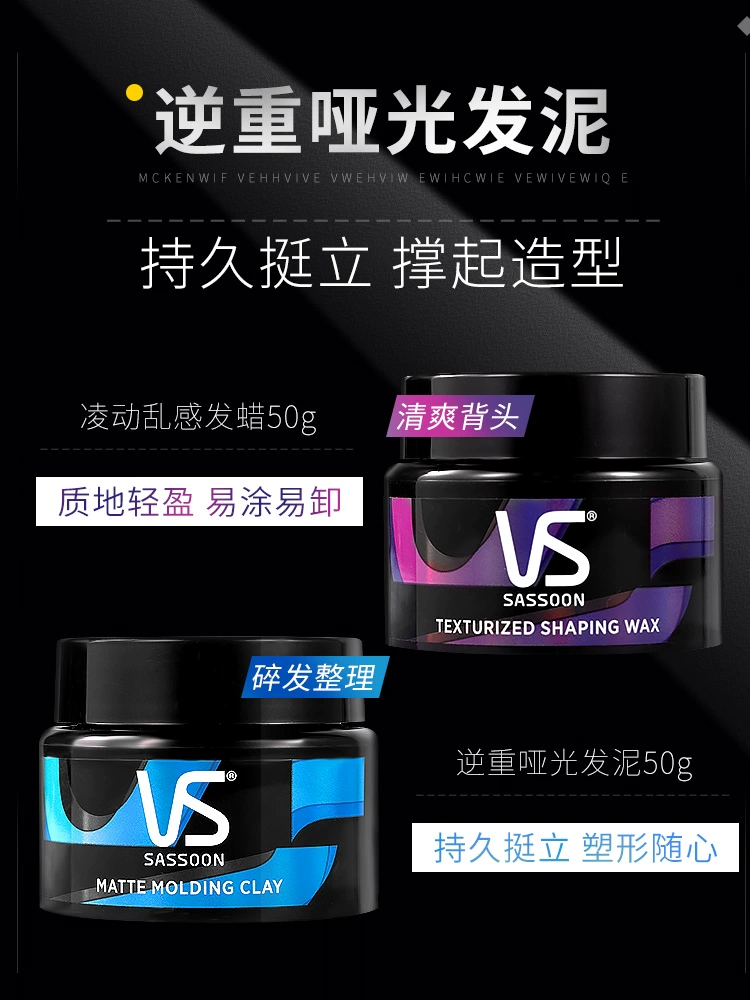 逆重哑光发泥
MCKENWIF VEHHVIVE VWEHVIW EWIHCWIE VEWIVEWIQ E
持久挺立 撑起造型
凌动乱感发蜡50g
质地轻盈 易涂易卸
清爽背头
VS®
SASSOON
TEXTURIZED SHAPING WAX
碎发整理
VS®
SASSOON
MATTE MOLDING CLAY
逆重哑光发泥50g
持久挺立 塑形随心